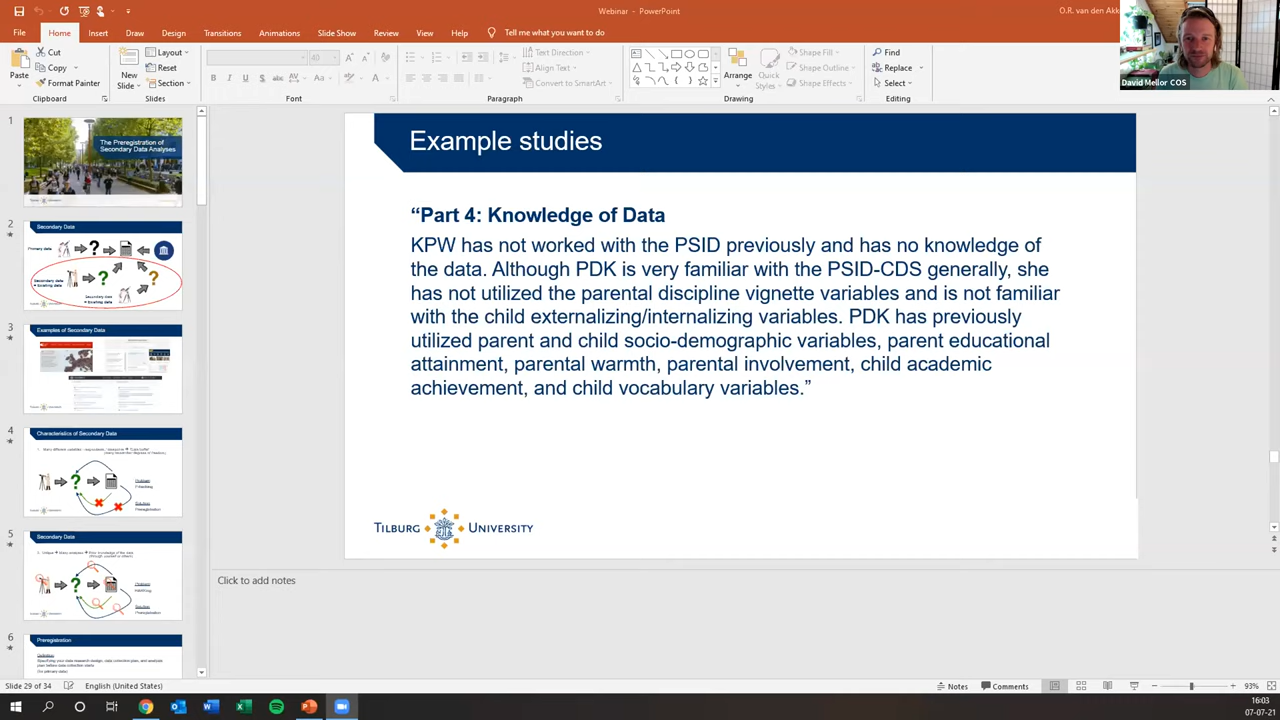 Webinar - PowerPoint
O.R. van den Akk
File Home Insert Draw Design Transitions Animations Slide Show Review View Help Tell me what you want to do
David Mellor COS
Paste
Cut
Copy
Format Painter
Clipboard
New
Slide
Layout
Reset
Section
Slides
40
Font
Text Direction
Align Text
Convert to SmartArt
Paragraph
Arrange
Quick
Styles
Shape Fill
Shape Outline
Shape Effects
Drawing
Find
Replace
Select
Editing
1
The Preregistration of
Secondary Data Analyses
2
Secondary Data
Primary data
3
Examples of Secondary Data
4
Characteristics of Secondary Data
5
Secondary Data
6
Preregistration
Example studies
“Part 4: Knowledge of Data
KPW has not worked with the PSID previously and has no knowledge of
the data. Although PDK is very familiar with the PSID-CDS generally, she
has not utilized the parental discipline vignette variables and is not familiar
with the child externalizing/internalizing variables. PDK has previously
utilized parent and child socio-demographic variables, parent educational
attainment, parental warmth, parental involvement, child academic
achievement, and child vocabulary variables.”
TILBURG UNIVERSITY
Click to add notes
Slide 29 of 34 English (United States) Notes Comments 93%
16:03
07-07-21